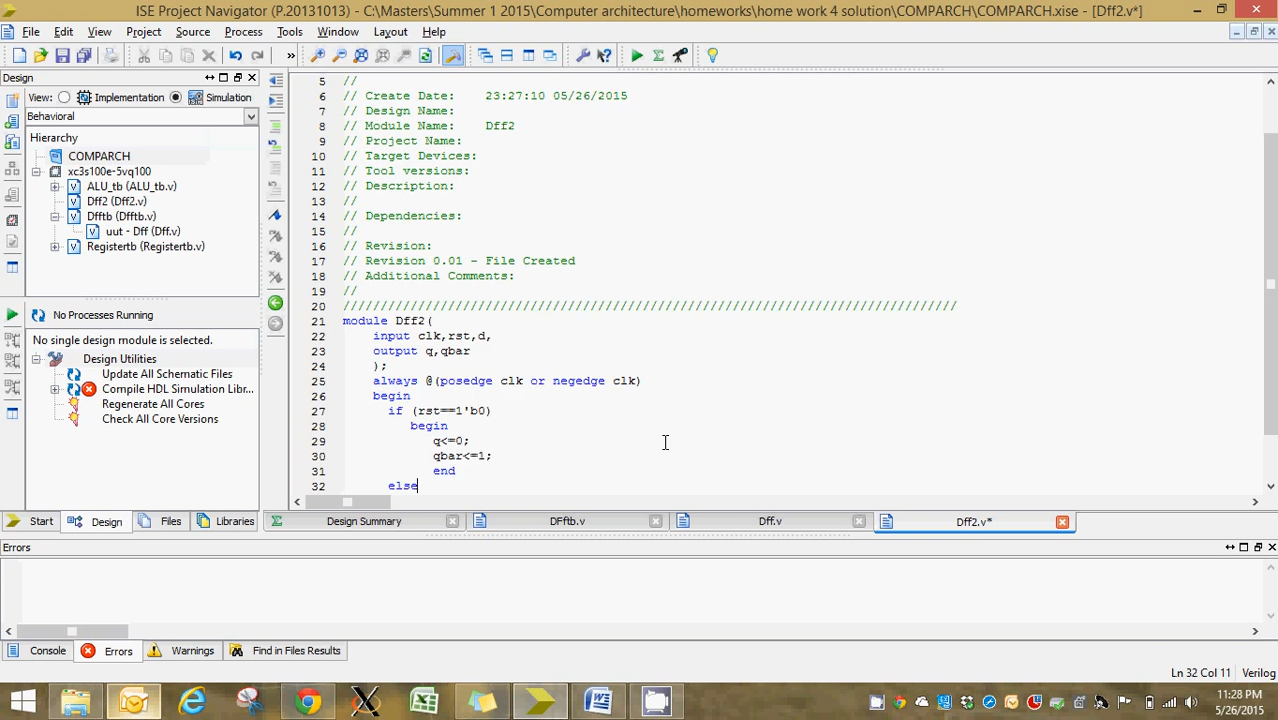 ISE Project Navigator (P.20131013) - C:\Masters\Summer 1 2015\Computer architecture\homeworks\home work 4 solution\COMPARCH\COMPARCH.xise - [Dff2.v*]
File Edit View Project Source Process Tools Window Layout Help
Design
View: Implementation Simulation
Behavioral
Hierarchy
COMPARCH
xc3s100e-5vq100
ALU_tb (ALU_tb.v)
Dff2 (Dff2.v)
Dfftb (Dfftb.v)
uut - Dff (Dff.v)
Registertb (Registertb.v)
No Processes Running
No single design module is selected.
Design Utilities
Update All Schematic Files
Compile HDL Simulation Libr...
Regenerate All Cores
Check All Core Versions
5 //
6 // Create Date: 23:27:10 05/26/2015
7 // Design Name:
8 // Module Name: Dff2
9 // Project Name:
10 // Target Devices:
11 // Tool versions:
12 // Description:
13 //
14 // Dependencies:
15 //
16 // Revision:
17 // Revision 0.01 - File Created
18 // Additional Comments:
19 //
20 //////////////////////////////////////////////////////////////////////////////////
21 module Dff2(
22 input clk,rst,d,
23 output q,qbar
24 );
25 always @(posedge clk or negedge clk)
26 begin
27 if (rst==1'b0)
28 begin
29 q<=0;
30 qbar<=1;
31 end
32 else
Start Design Files Libraries
Design Summary DFftb.v Dff.v Dff2.v*
Errors
Console Errors Warnings Find in Files Results
Ln 32 Col 11 Verilog
11:28 PM
5/26/2015